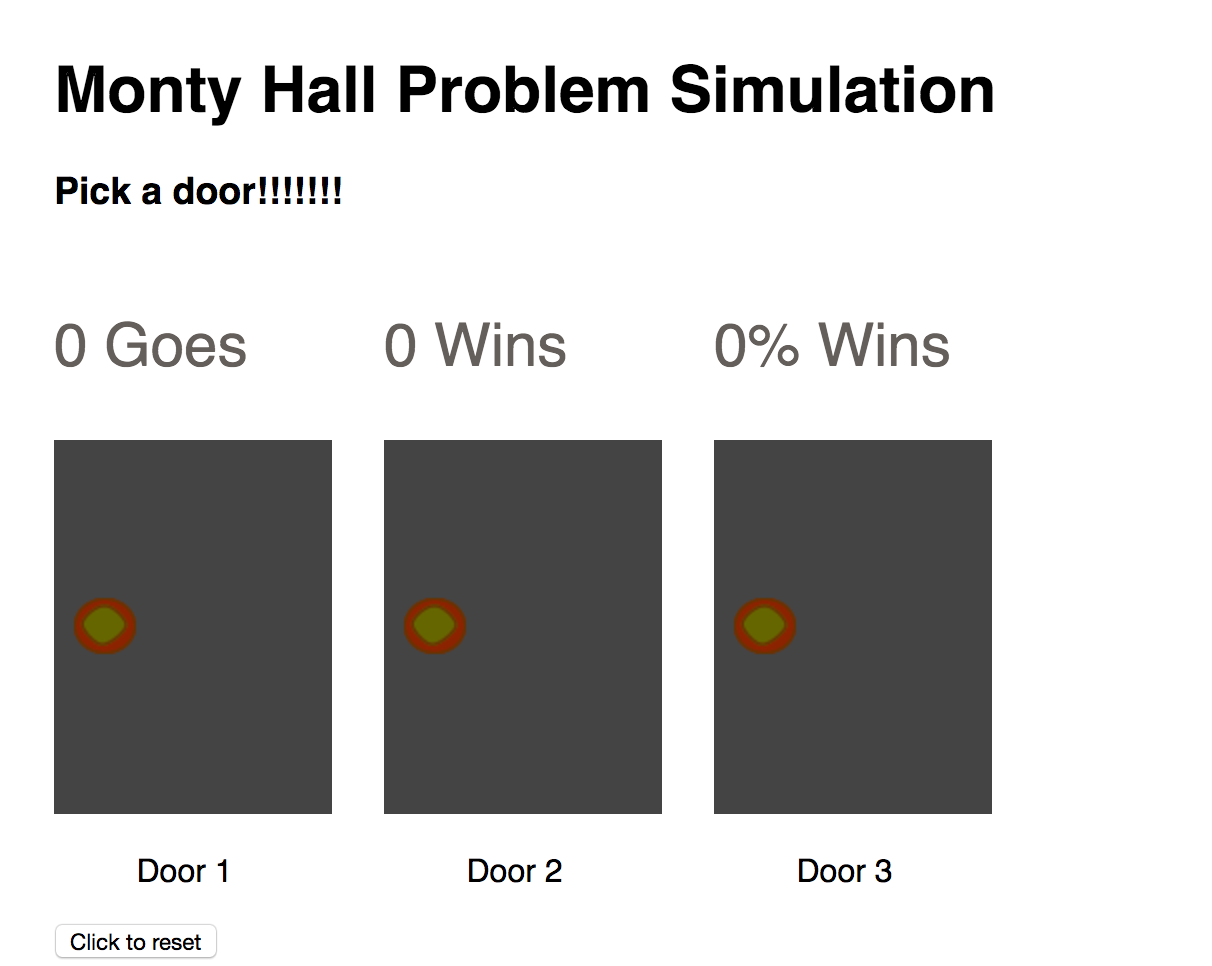 Monty Hall Problem Simulation
Pick a door!!!!!!!
0 Goes 0 Wins 0% Wins
Door 1 Door 2 Door 3
Click to reset